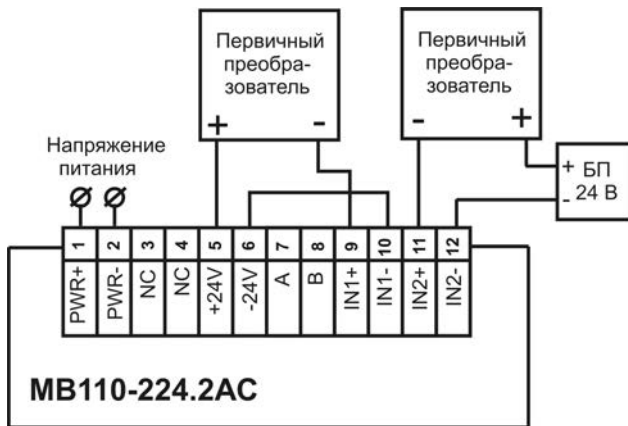 Первичный
преобра-
зователь
+ -
Первичный
преобра-
зователь
- +
Напряжение
питания
+ БП
- 24 В
1 2 3 4 5 6 7 8 9 10 11 12
PWR+ PWR- NC NC +24V -24V A B IN1+ IN1- IN2+ IN2-
МВ110-224.2АС